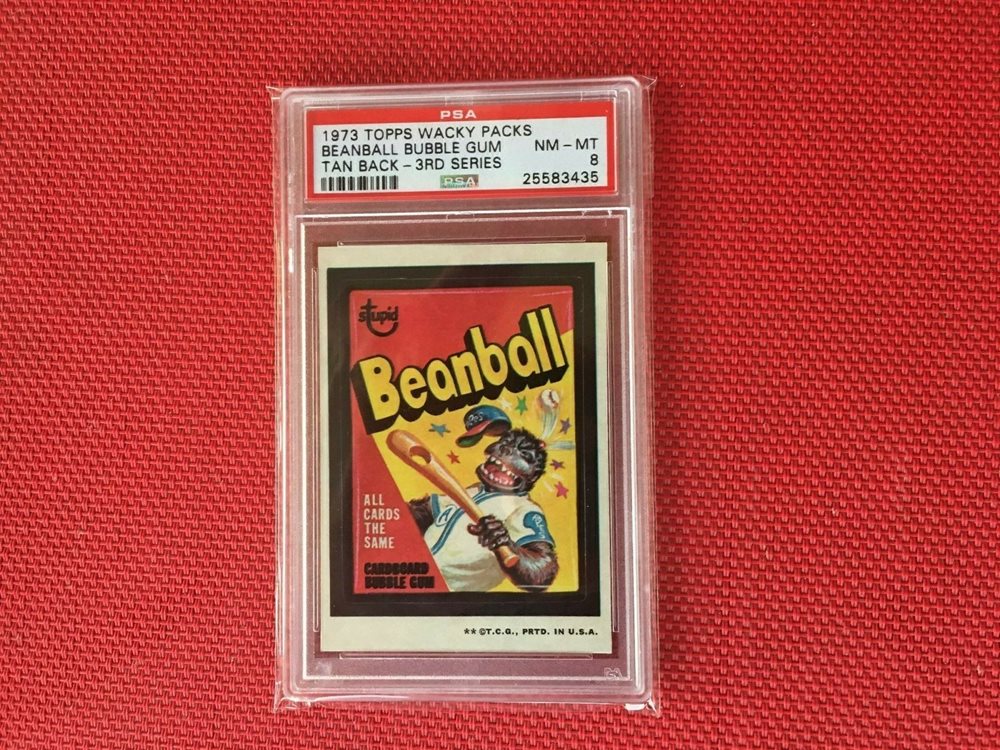 PSA
1973 TOPPS WACKY PACKS
BEANBALL BUBBLE GUM NM - MT
TAN BACK - 3RD SERIES 8
PSA 25583435
stupid
Beanball
ALL
CARDS
THE
SAME
CARDBOARD
BUBBLE GUM
** ©T.C.G., PRTD. IN U.S.A.